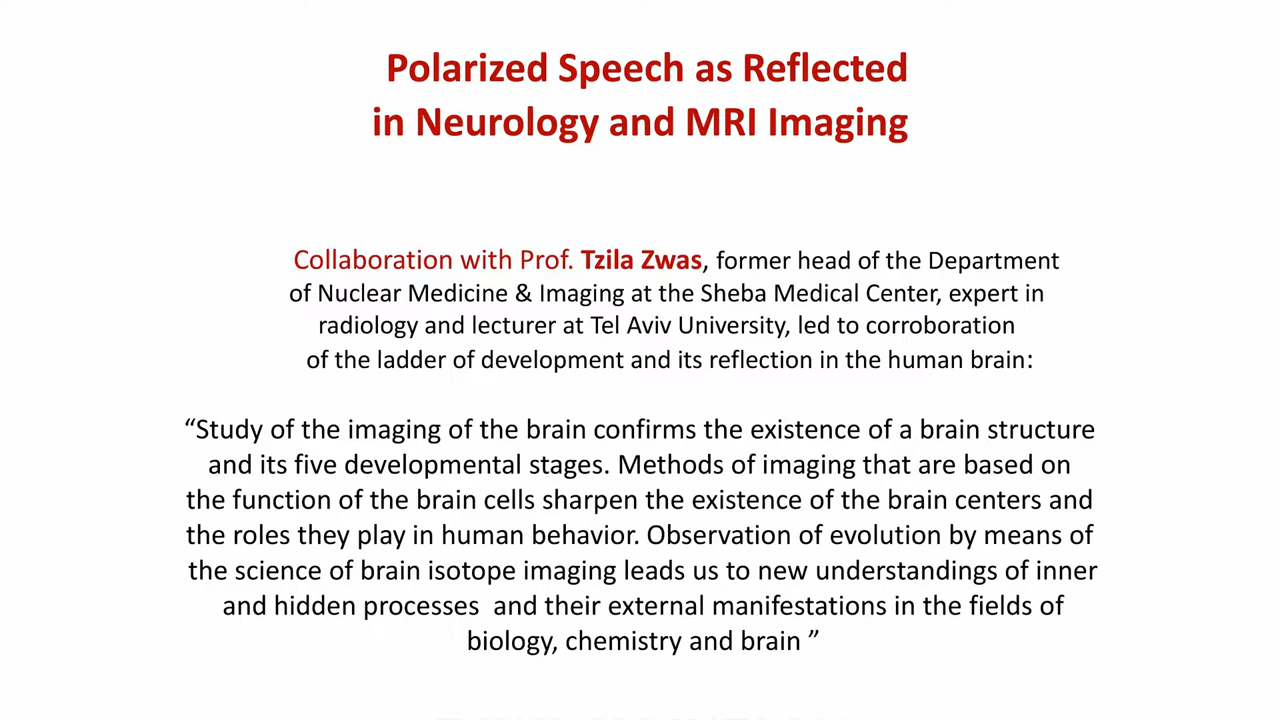 Polarized Speech as Reflected
in Neurology and MRI Imaging
Collaboration with Prof. Tzila Zwas, former head of the Department
of Nuclear Medicine & Imaging at the Sheba Medical Center, expert in
radiology and lecturer at Tel Aviv University, led to corroboration
of the ladder of development and its reflection in the human brain:
“Study of the imaging of the brain confirms the existence of a brain structure
and its five developmental stages. Methods of imaging that are based on
the function of the brain cells sharpen the existence of the brain centers and
the roles they play in human behavior. Observation of evolution by means of
the science of brain isotope imaging leads us to new understandings of inner
and hidden processes  and their external manifestations in the fields of
biology, chemistry and brain ”